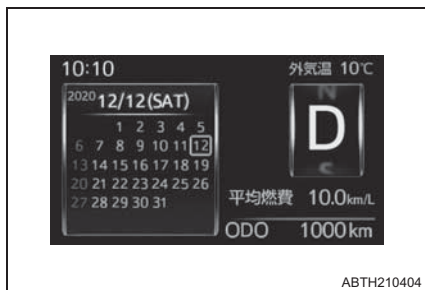 10:10
外気温 10℃
2020 12/12(SAT)
1 2 3 4 5
6 7 8 9 10 11 12
13 14 15 16 17 18 19
20 21 22 23 24 25 26
27 28 29 30 31
N
D
C
平均燃費 10.0km/L
ODO 1000km
ABTH210404